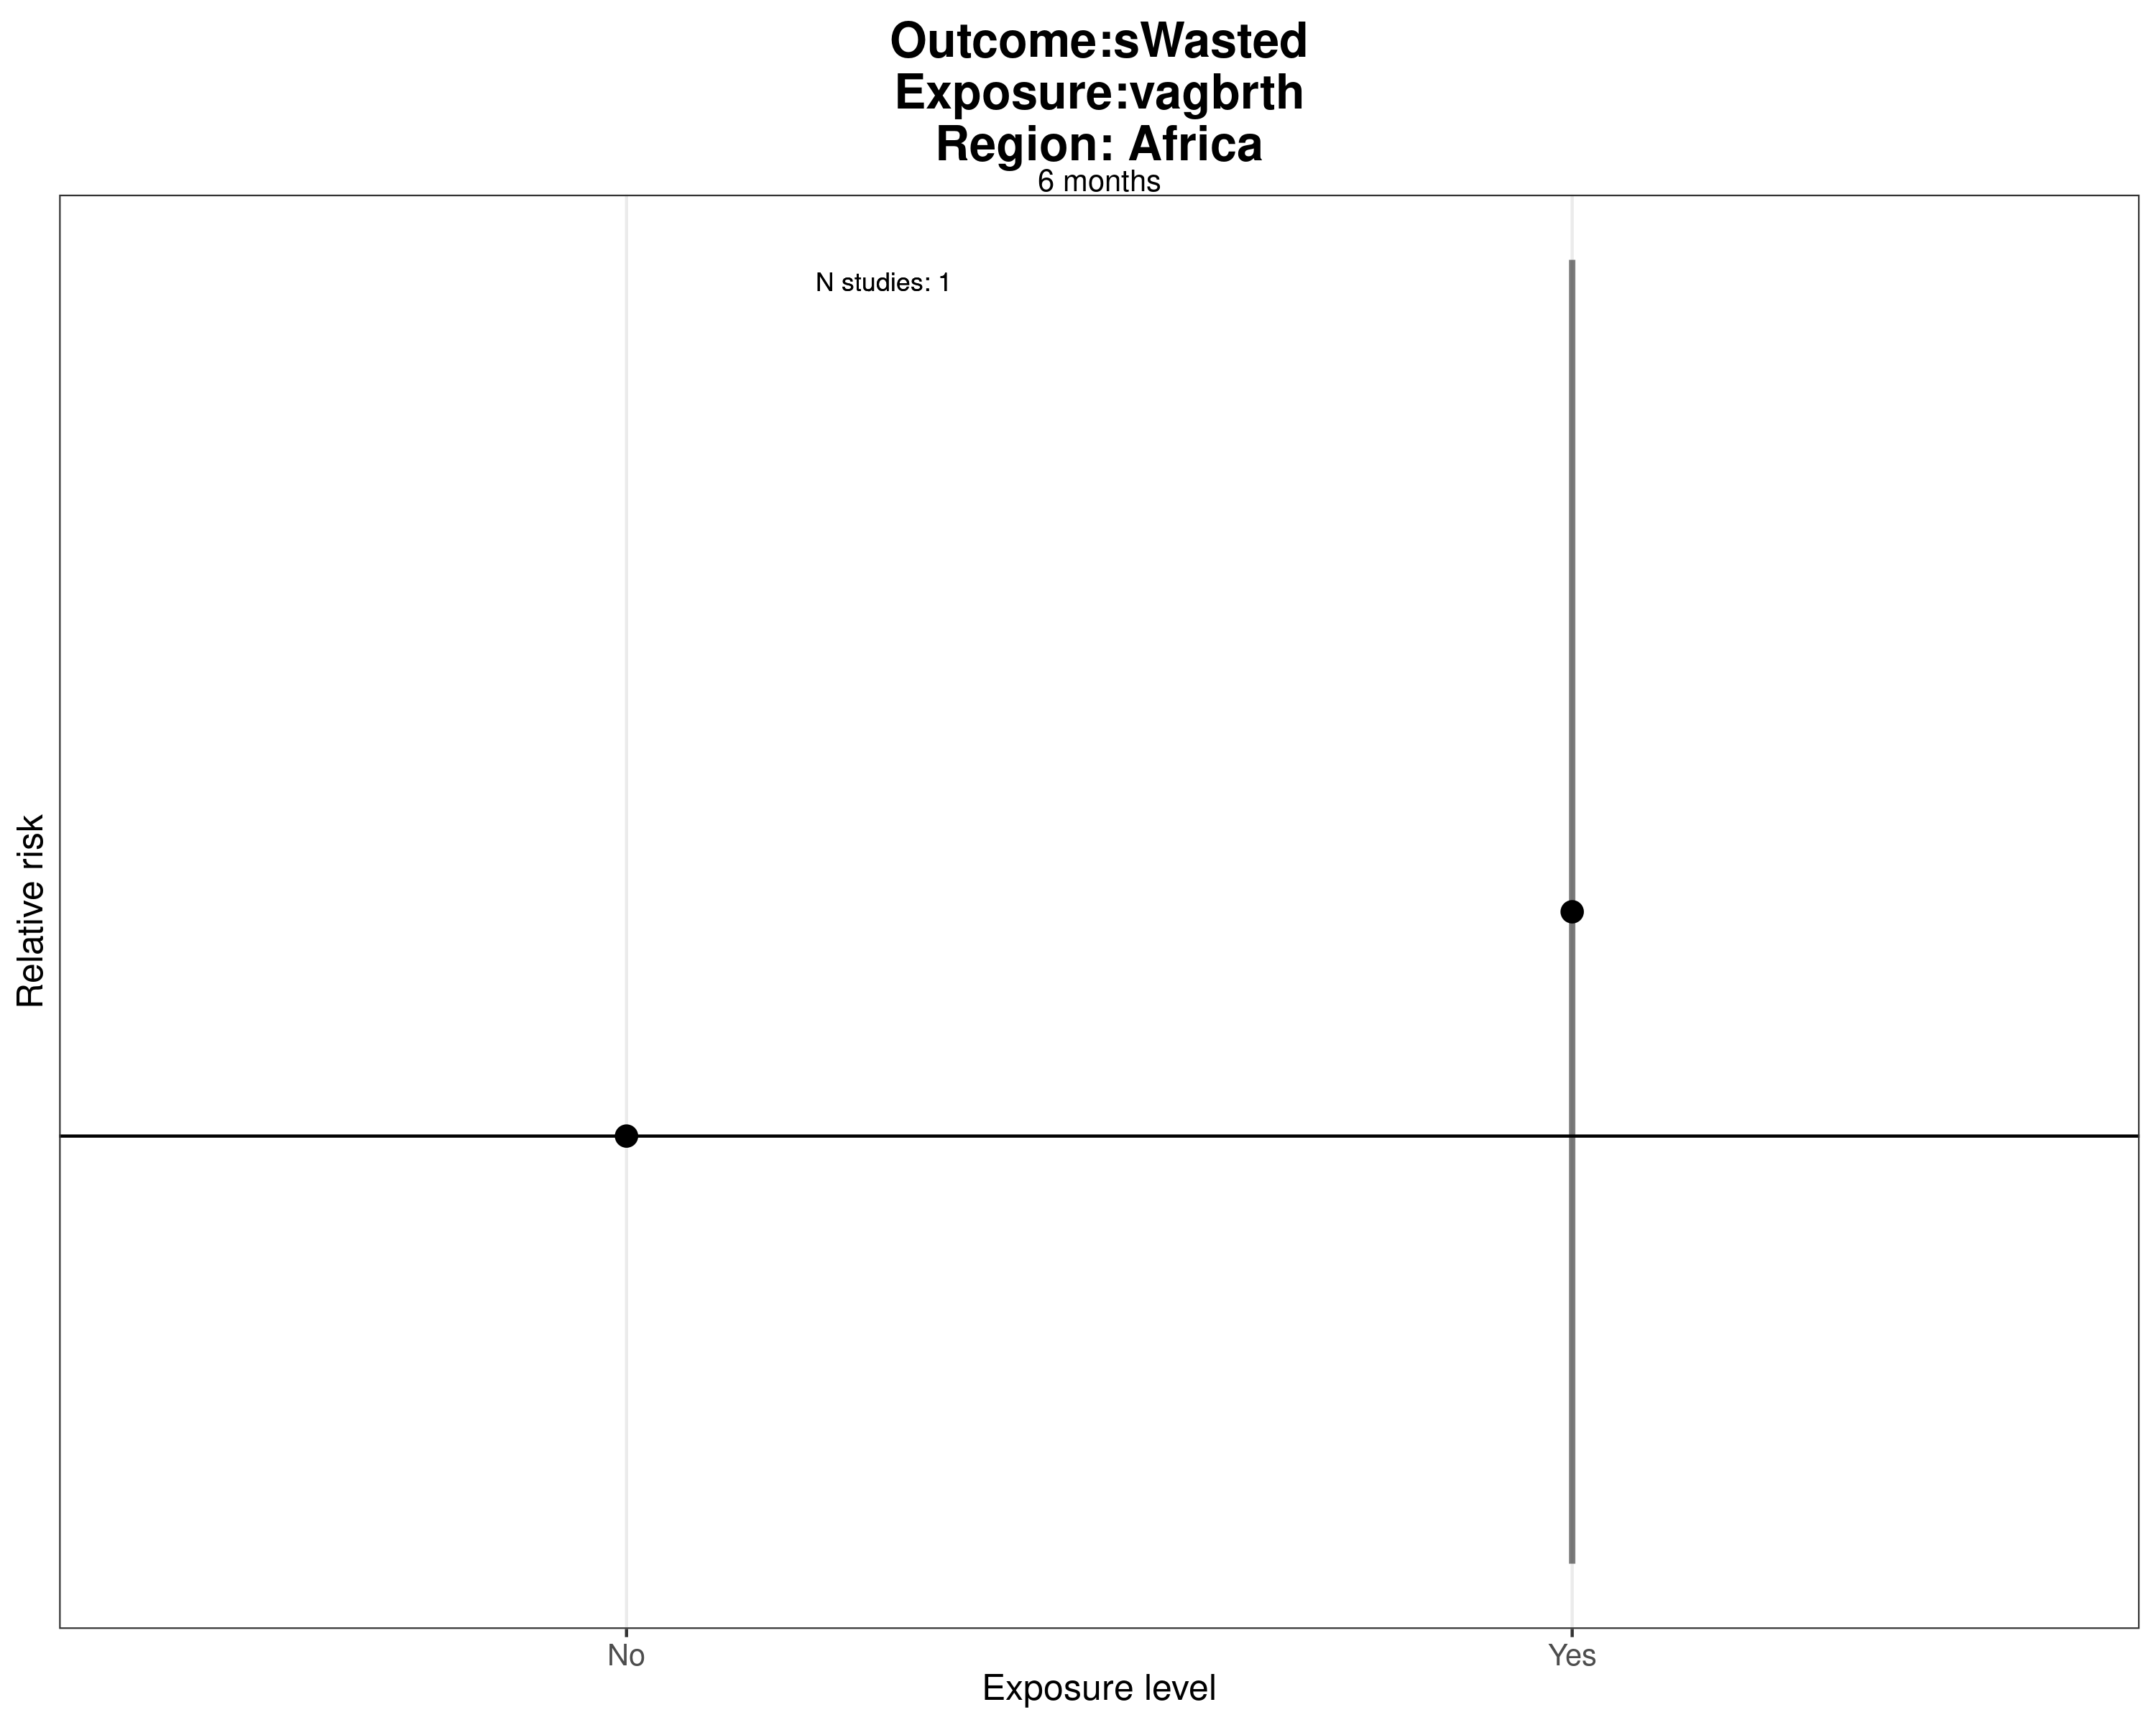 Outcome:sWasted
Exposure:vagbrth
Region: Africa
6 months
N studies: 1
Relative risk
No
Yes
Exposure level